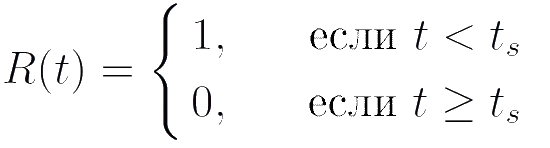 R(t) = { 1, если t < t_s
0, если t ≥ t_s